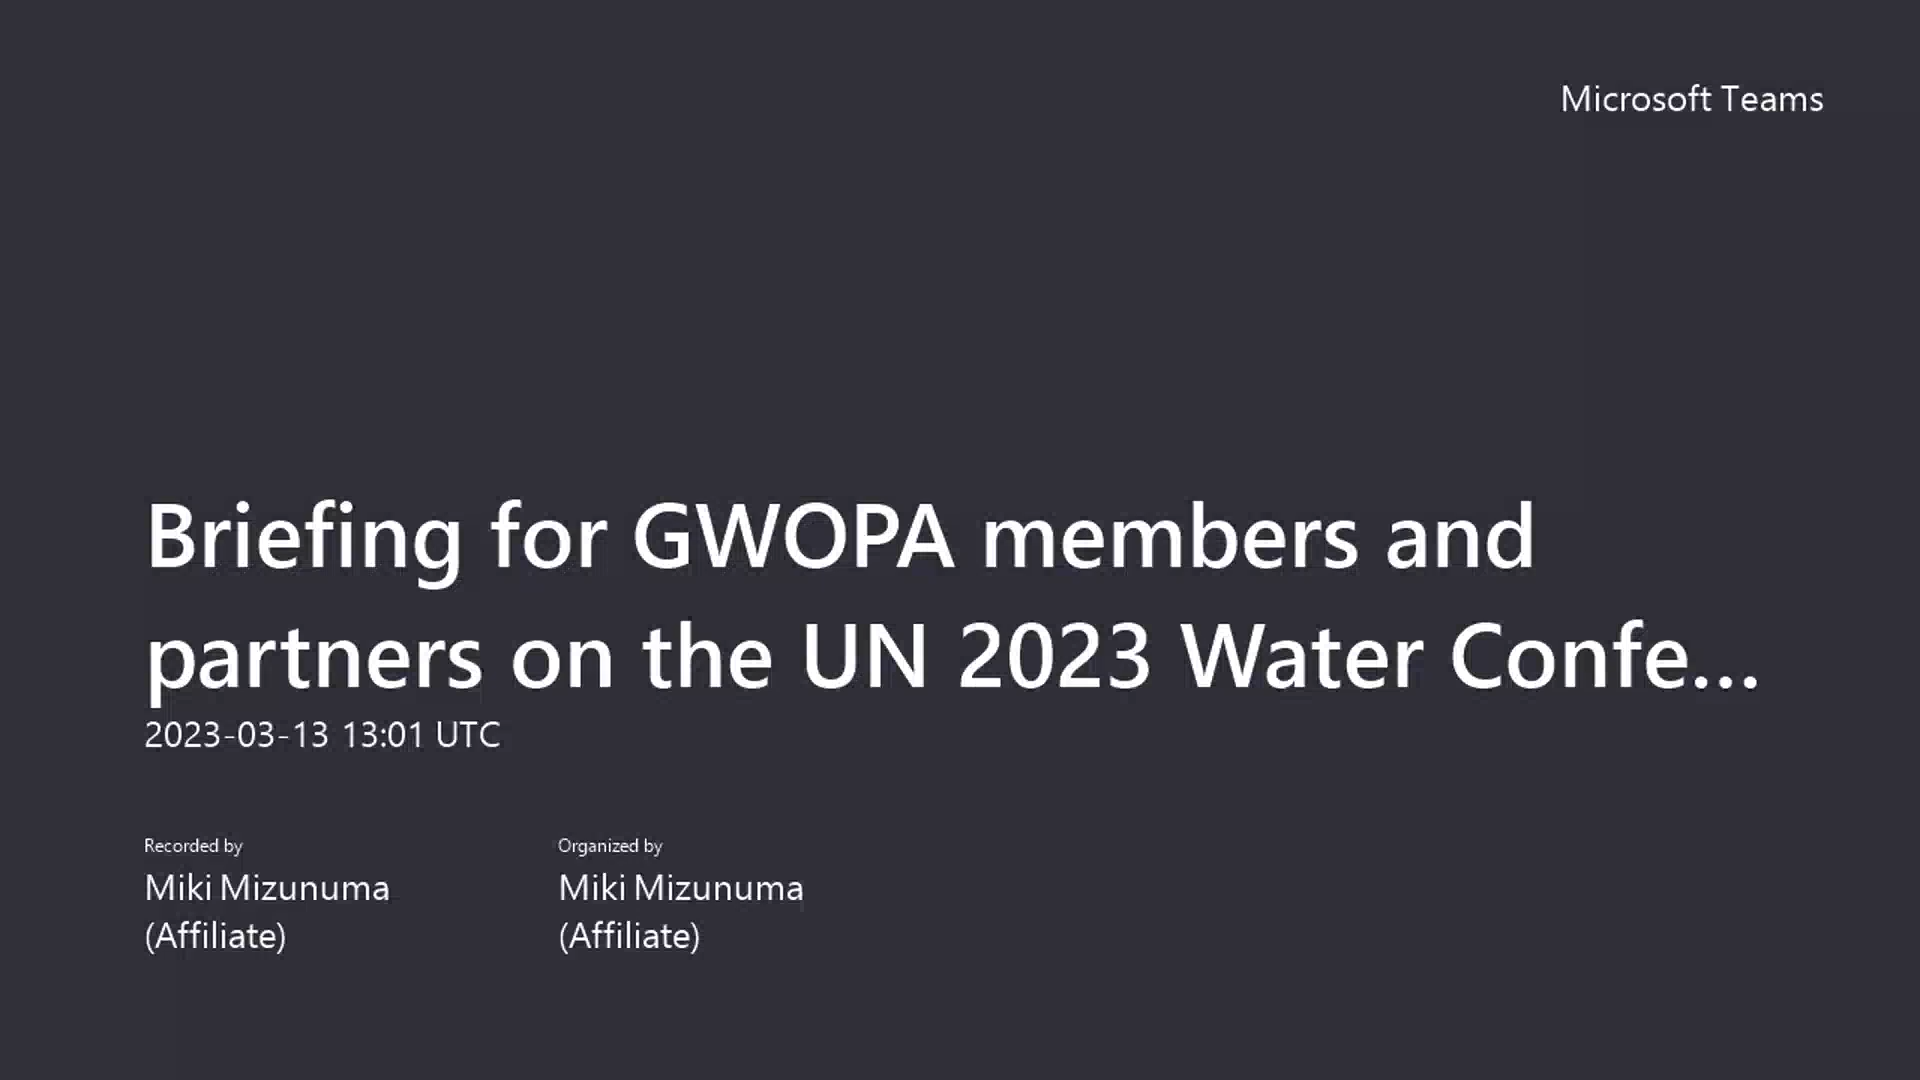 Microsoft Teams
Briefing for GWOPA members and
partners on the UN 2023 Water Confe...
2023-03-13 13:01 UTC
Recorded by
Miki Mizunuma
(Affiliate)
Organized by
Miki Mizunuma
(Affiliate)